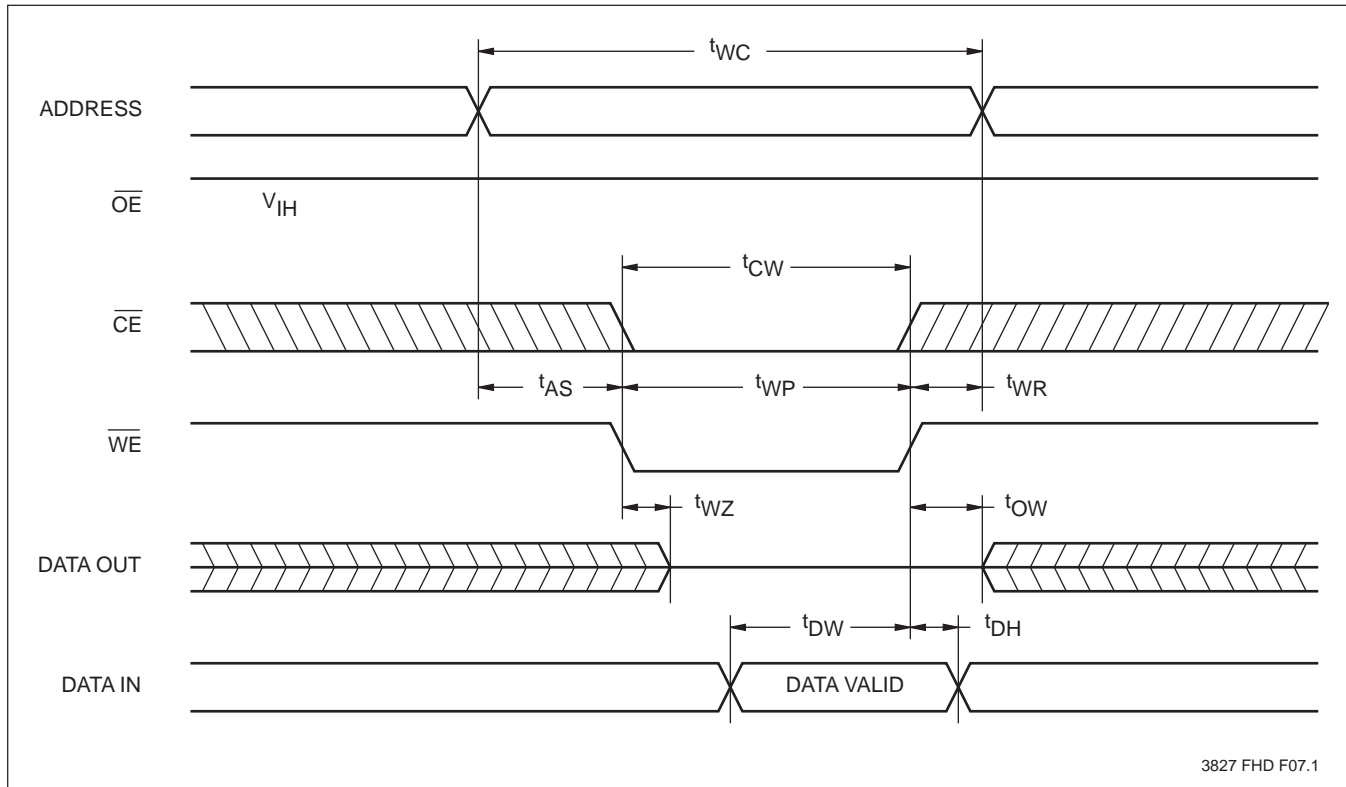 tWC
ADDRESS
OE
VIH
tCW
CE
tAS
tWP
tWR
WE
tWZ
tOW
DATA OUT
tDW
tDH
DATA IN
DATA VALID
3827 FHD F07.1